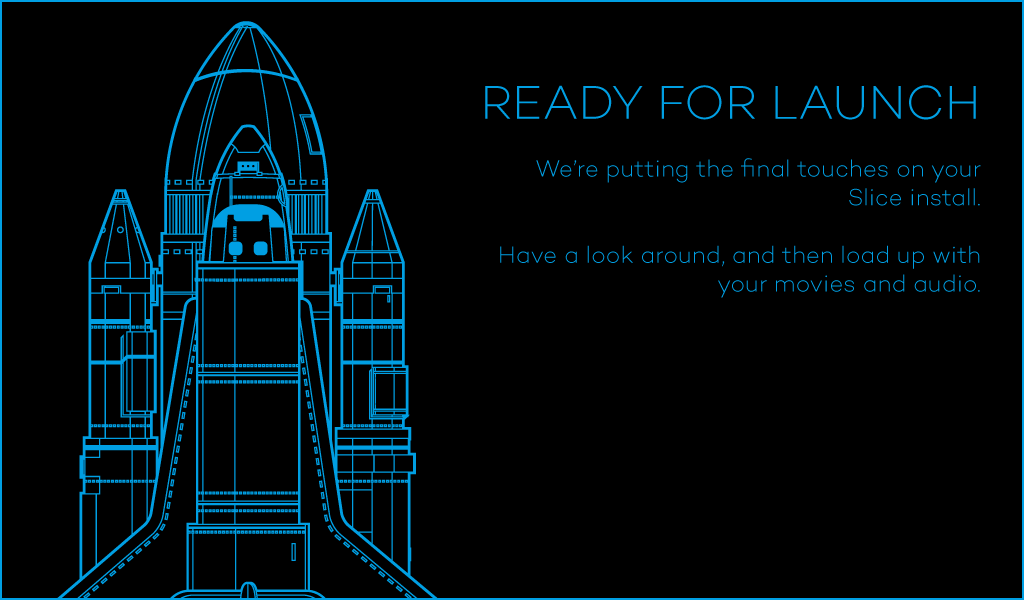 READY FOR LAUNCH
We’re putting the final touches on your
Slice install.
Have a look around, and then load up with
your movies and audio.